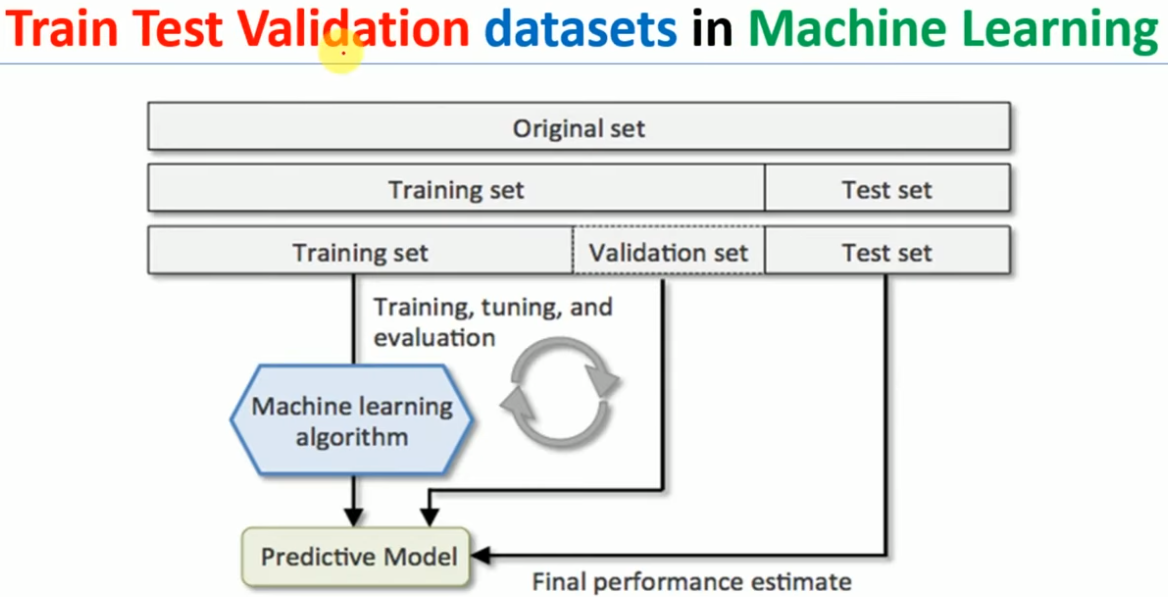 Train Test Validation datasets in Machine Learning
Original set
Training set
Test set
Training set
Validation set
Test set
Training, tuning, and
evaluation
Machine learning
algorithm
Predictive Model
Final performance estimate